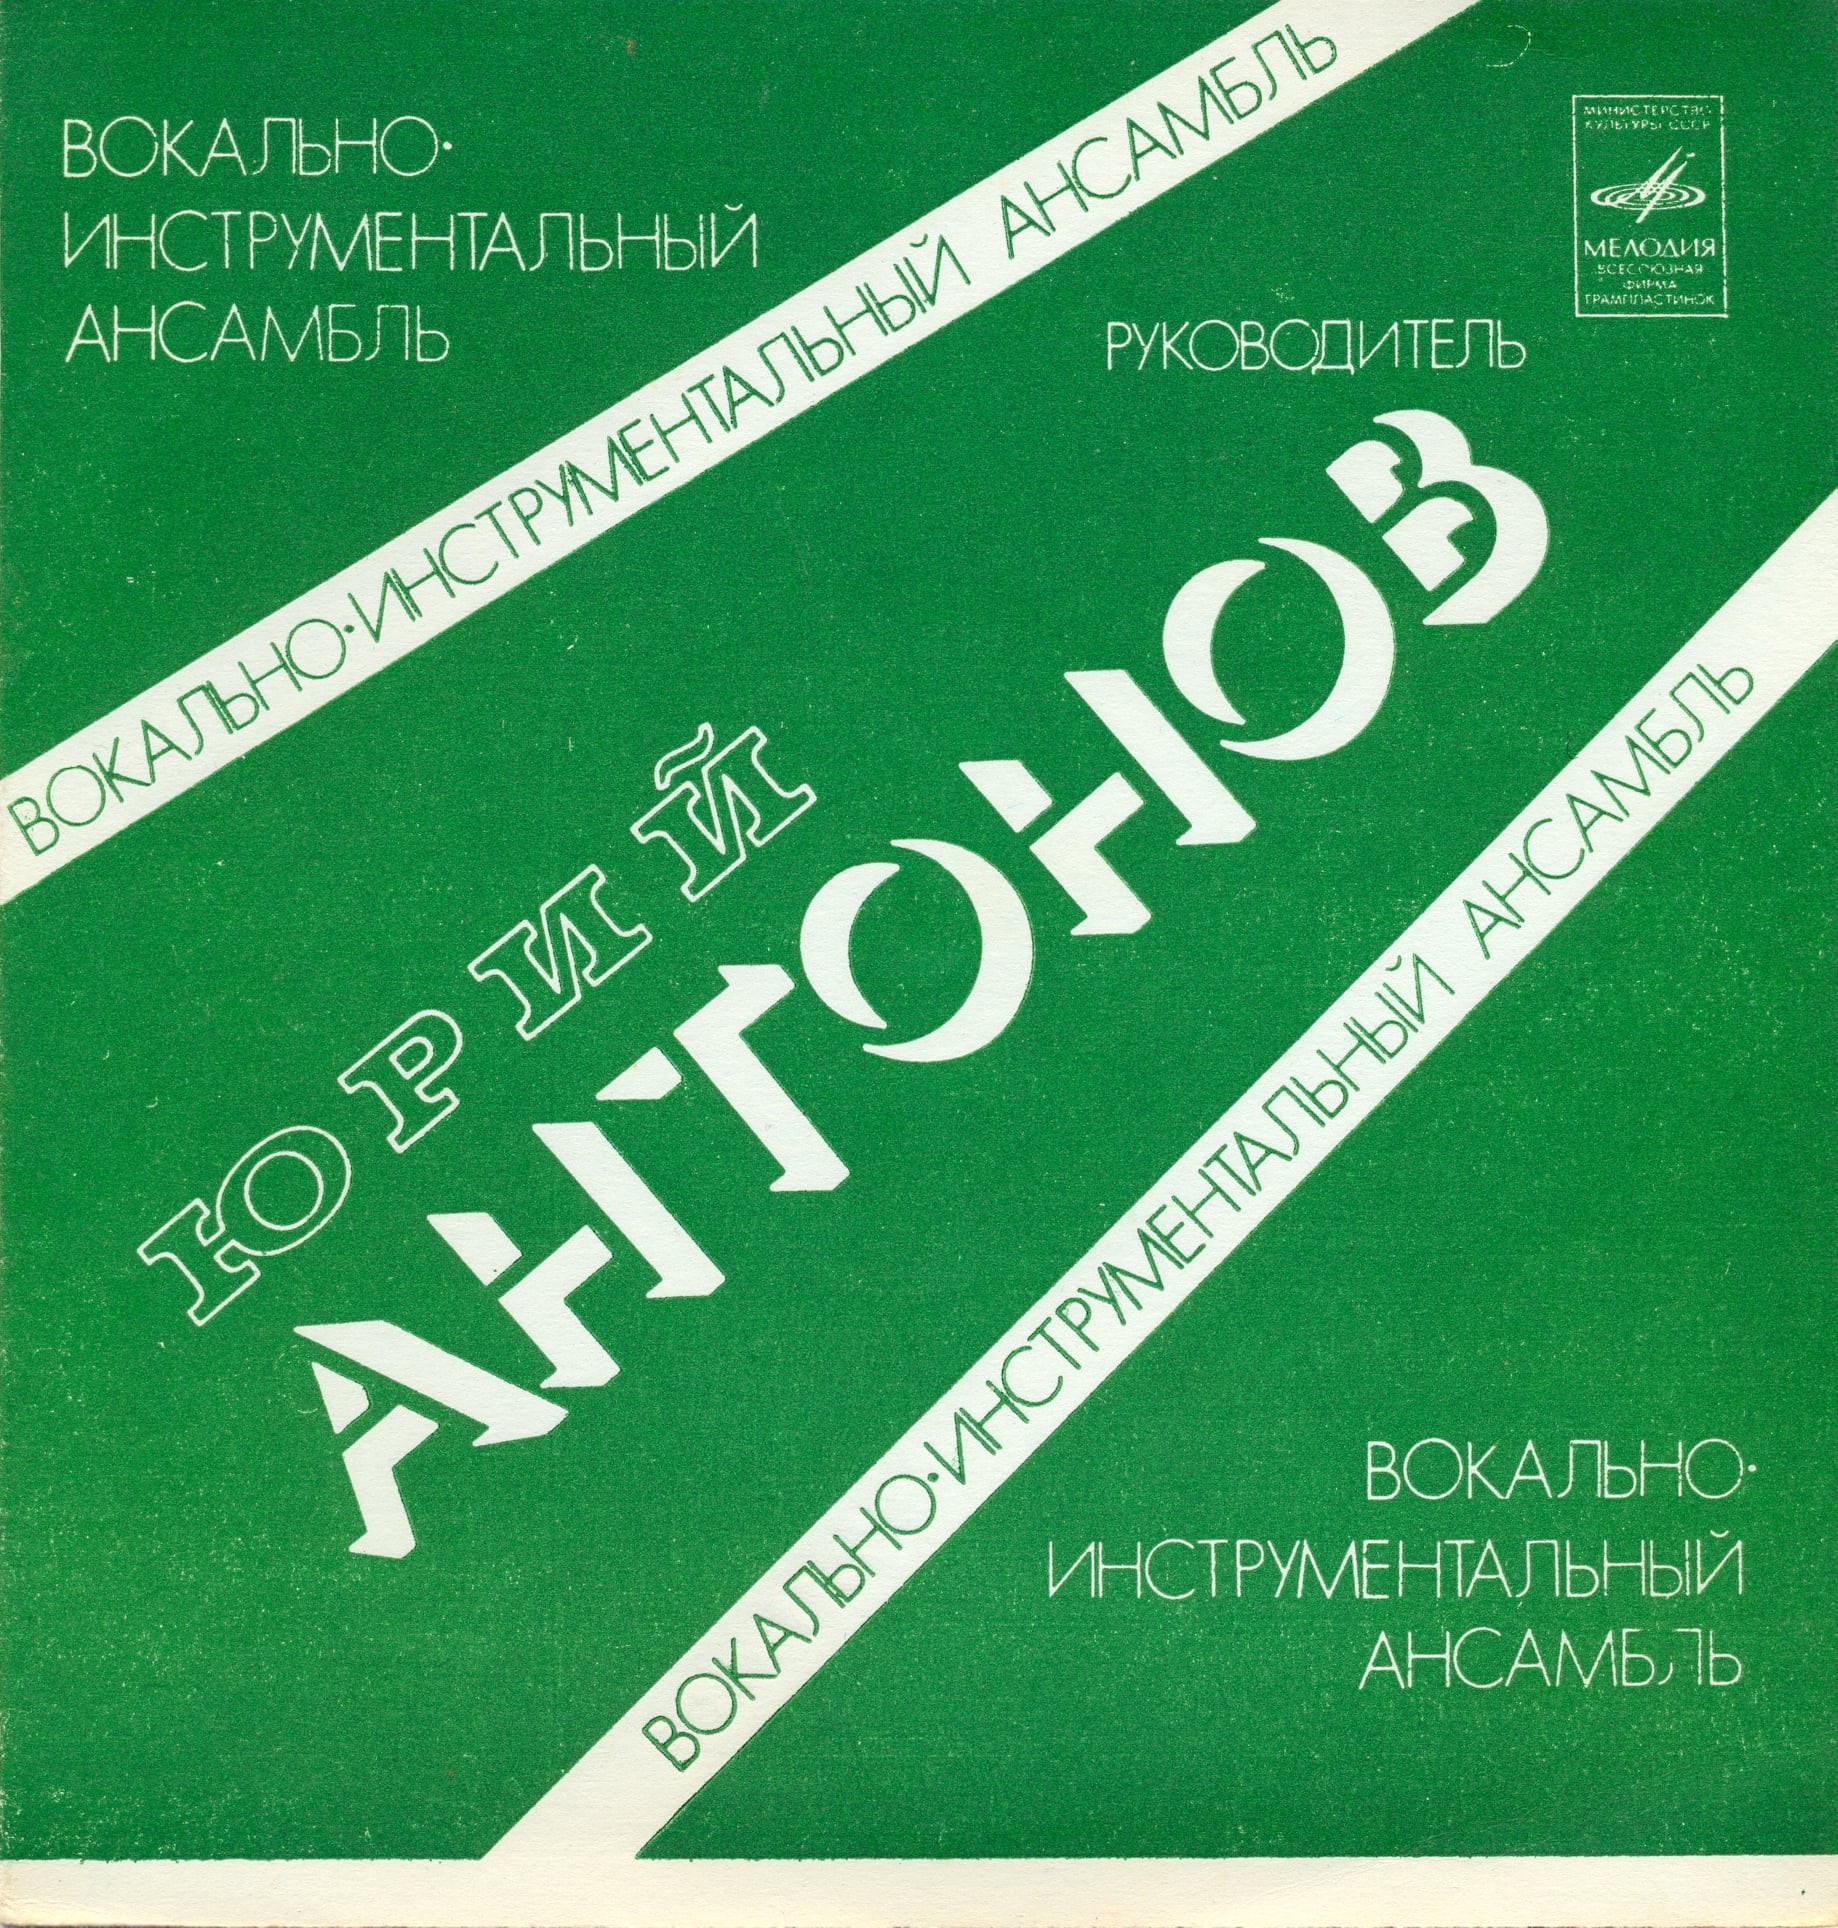 ВОКАЛЬНО·
ИНСТРУМЕНТАЛЬНЫЙ
АНСАМБЛЬ
ВОКАЛЬНО·ИНСТРУМЕНТАЛЬНЫЙ АНСАМБЛЬ
МИНИСТЕРСТВО
КУЛЬТУРЫ СССР
МЕЛОДИЯ
ВСЕСОЮЗНАЯ
ФИРМА
ГРАМПЛАСТИНОК
РУКОВОДИТЕЛЬ
ЮРИЙ
АНТОНОВ
ВОКАЛЬНО·ИНСТРУМЕНТАЛЬНЫЙ АНСАМБЛЬ
ВОКАЛЬНО·
ИНСТРУМЕНТАЛЬНЫЙ
АНСАМБЛЬ